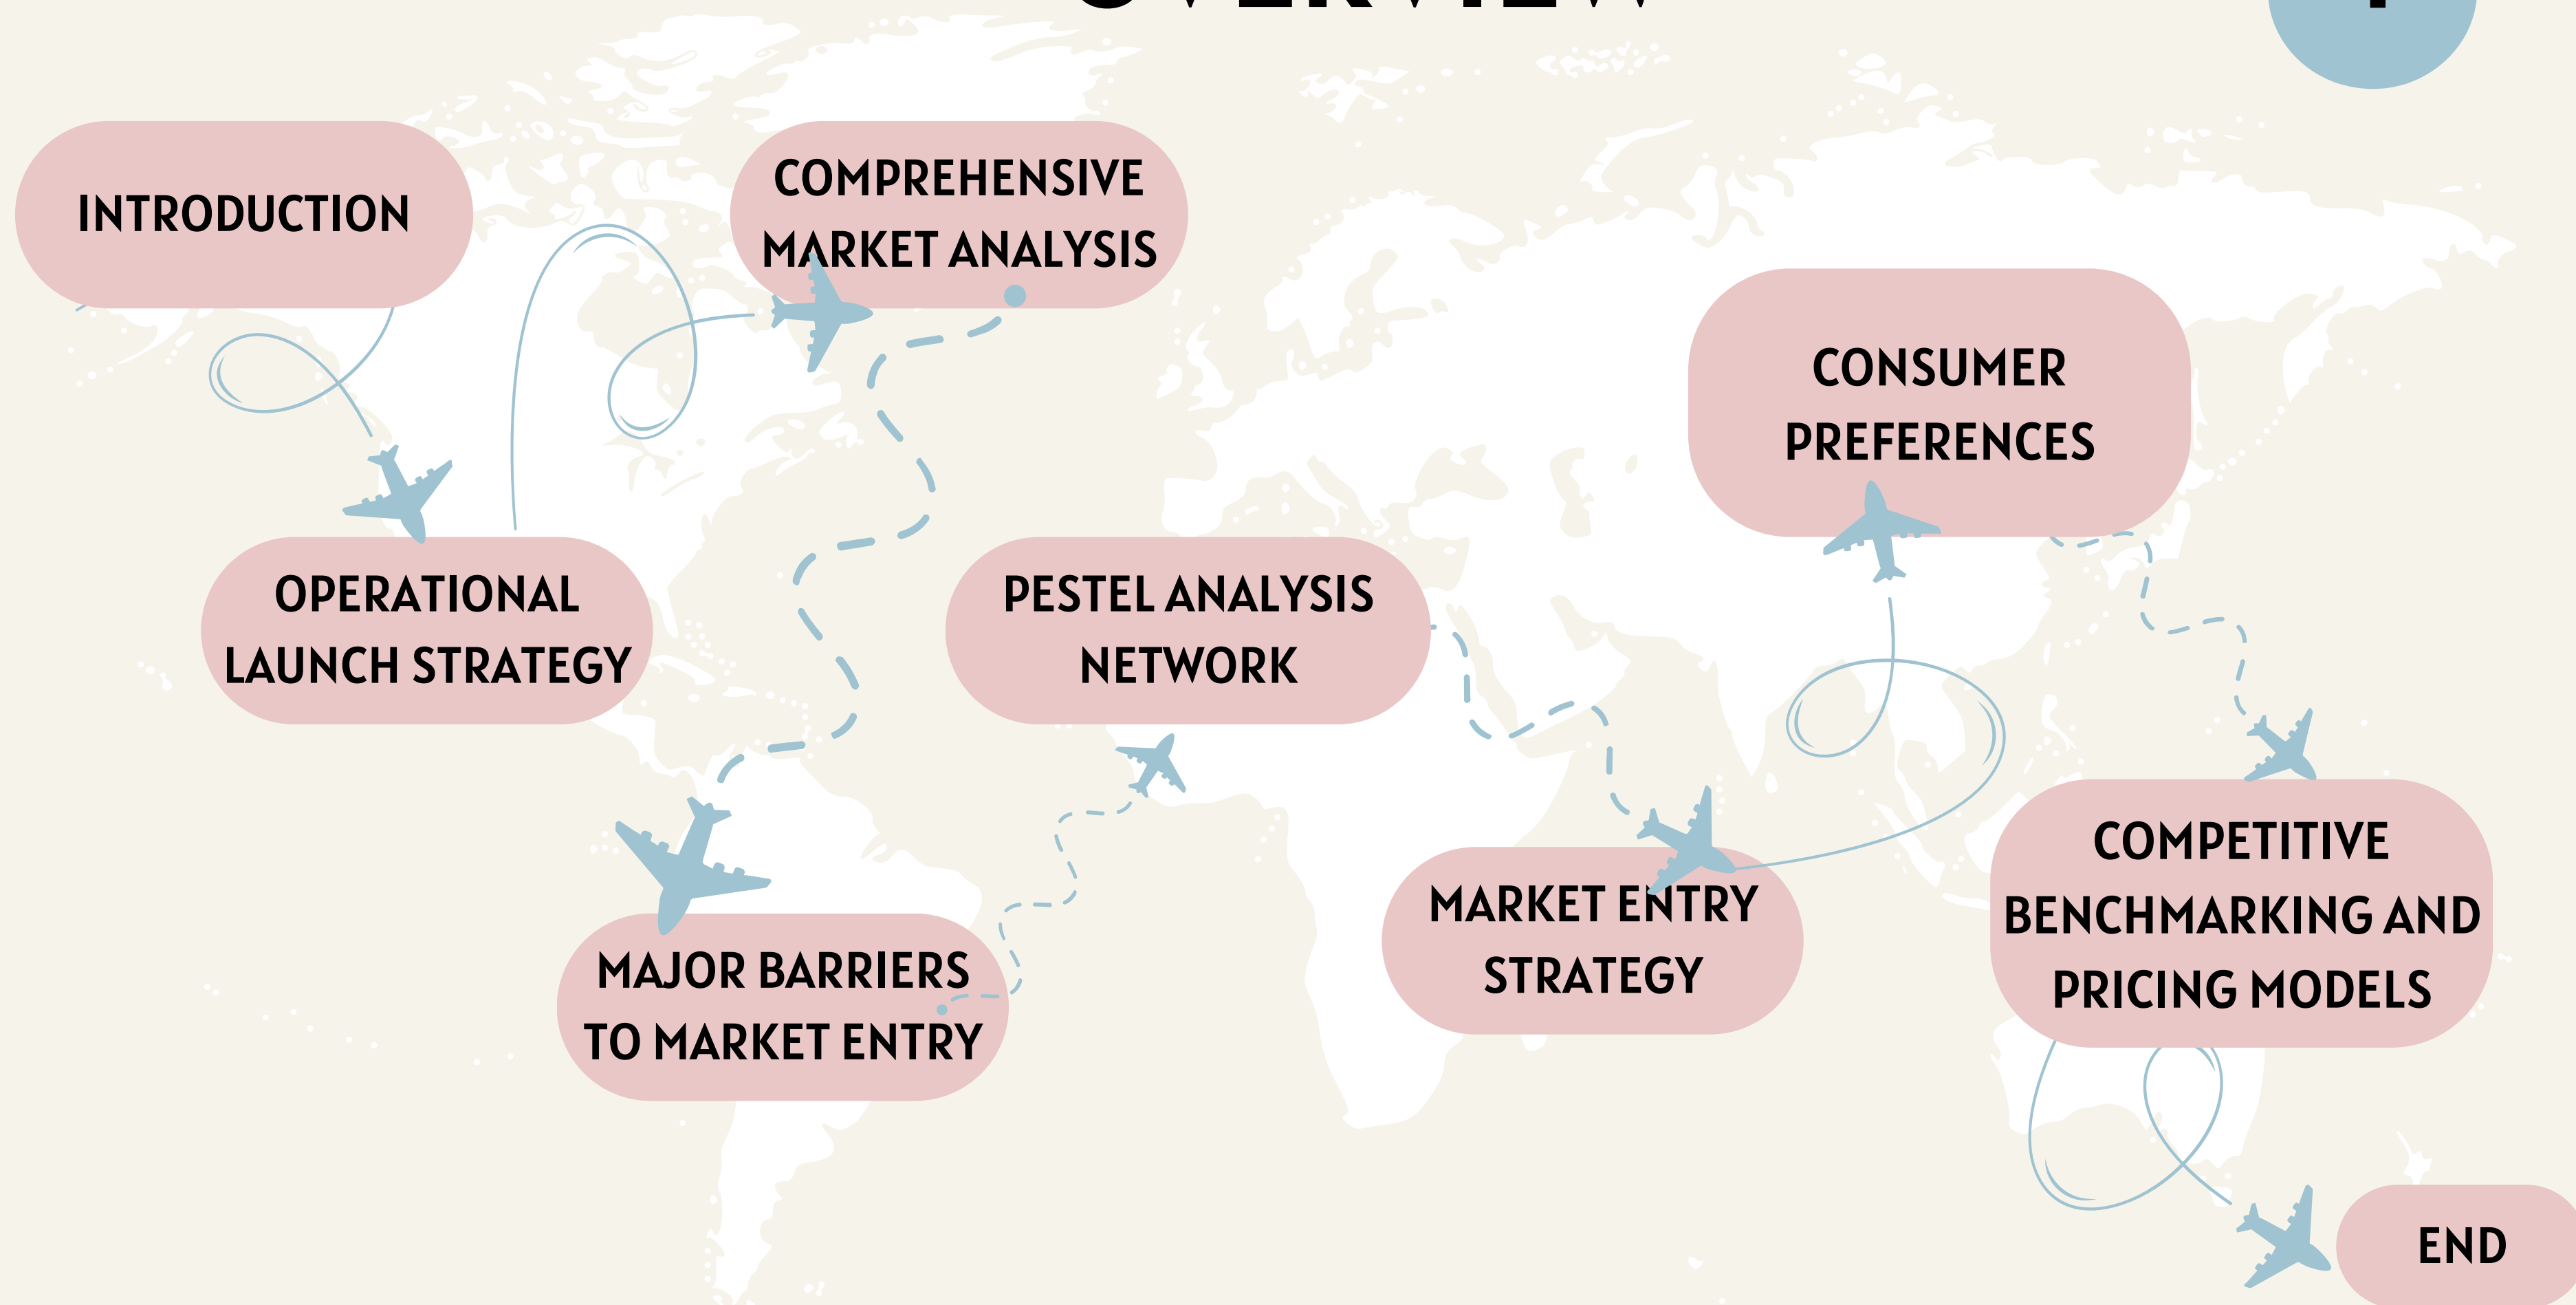 OVERVIEW
INTRODUCTION
OPERATIONAL
LAUNCH STRATEGY
COMPREHENSIVE
MARKET ANALYSIS
MAJOR BARRIERS
TO MARKET ENTRY
PESTEL ANALYSIS
NETWORK
MARKET ENTRY
STRATEGY
CONSUMER
PREFERENCES
COMPETITIVE
BENCHMARKING AND
PRICING MODELS
END